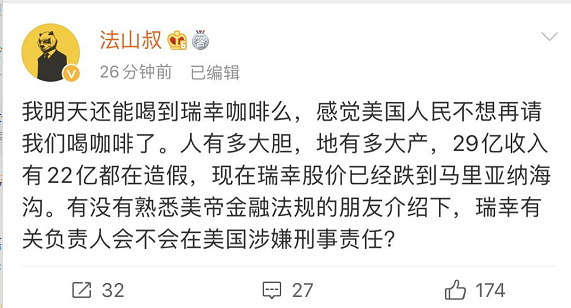 法山叔
26分钟前 已编辑
我明天还能喝到瑞幸咖啡么，感觉美国人民不想再请
我们喝咖啡了。人有多大胆，地有多大产，29亿收入
有22亿都在造假，现在瑞幸股价已经跌到马里亚纳海
沟。有没有熟悉美帝金融法规的朋友介绍下，瑞幸有
关负责人会不会在美国涉嫌刑事责任?
32 27 174